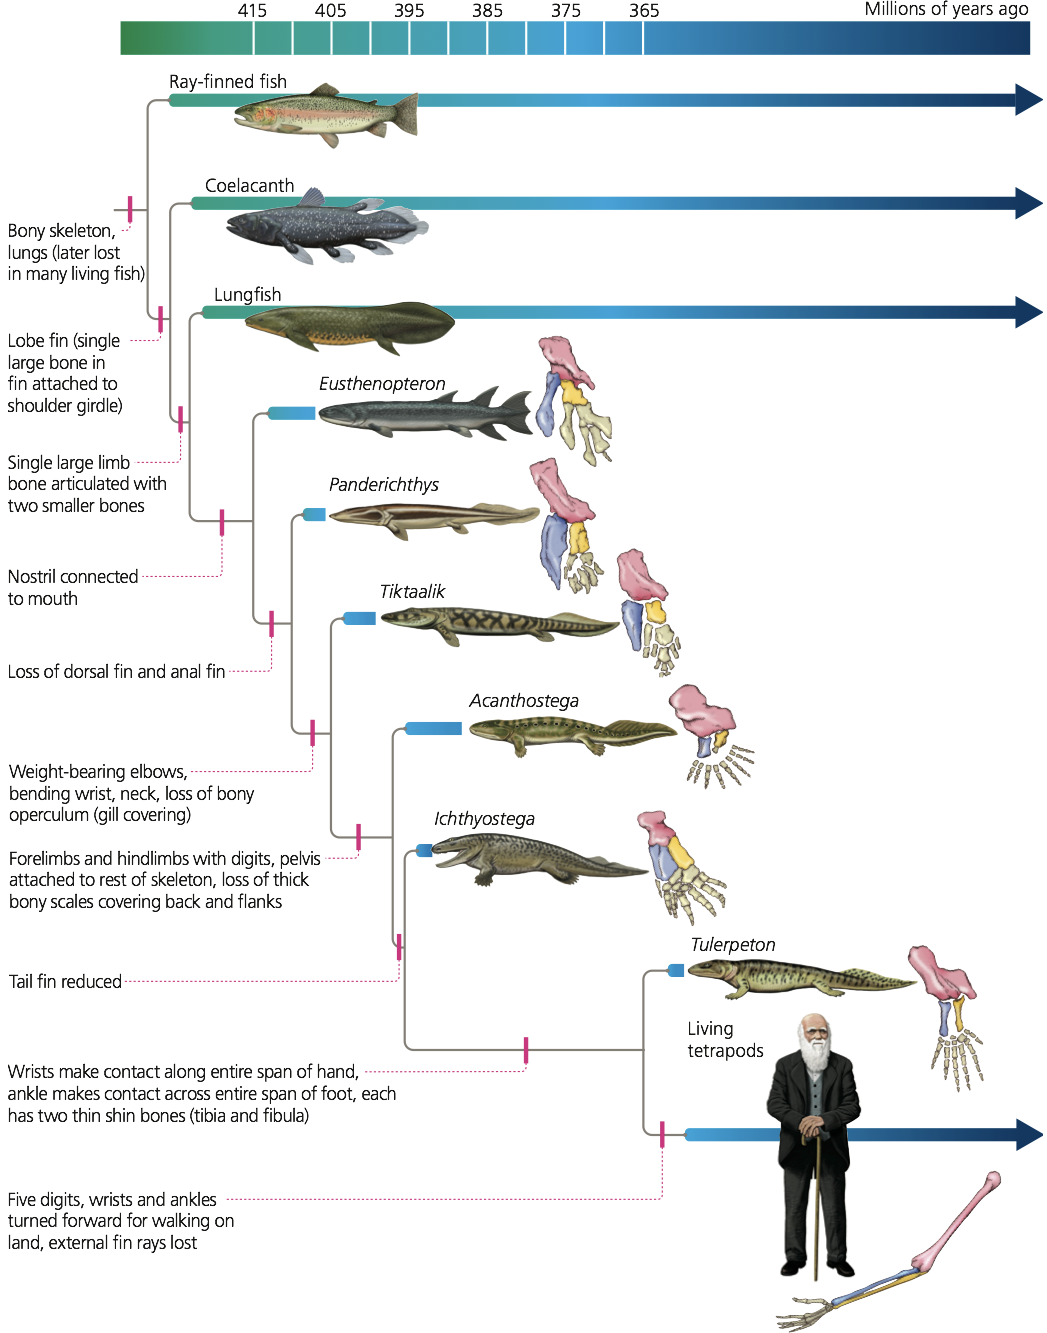 415 405 395 385 375 365 Millions of years ago
Ray-finned fish
Coelacanth
Bony skeleton,
lungs (later lost
in many living fish)
Lungfish
Lobe fin (single
large bone in
fin attached to
shoulder girdle)
Eusthenopteron
Single large limb
bone articulated with
two smaller bones
Panderichthys
Nostril connected
to mouth
Tiktaalik
Loss of dorsal fin and anal fin
Acanthostega
Weight-bearing elbows,
bending wrist, neck, loss of bony
operculum (gill covering)
Ichthyostega
Forelimbs and hindlimbs with digits, pelvis
attached to rest of skeleton, loss of thick
bony scales covering back and flanks
Tulerpeton
Tail fin reduced
Living
tetrapods
Wrists make contact along entire span of hand,
ankle makes contact across entire span of foot, each
has two thin shin bones (tibia and fibula)
Five digits, wrists and ankles
turned forward for walking on
land, external fin rays lost